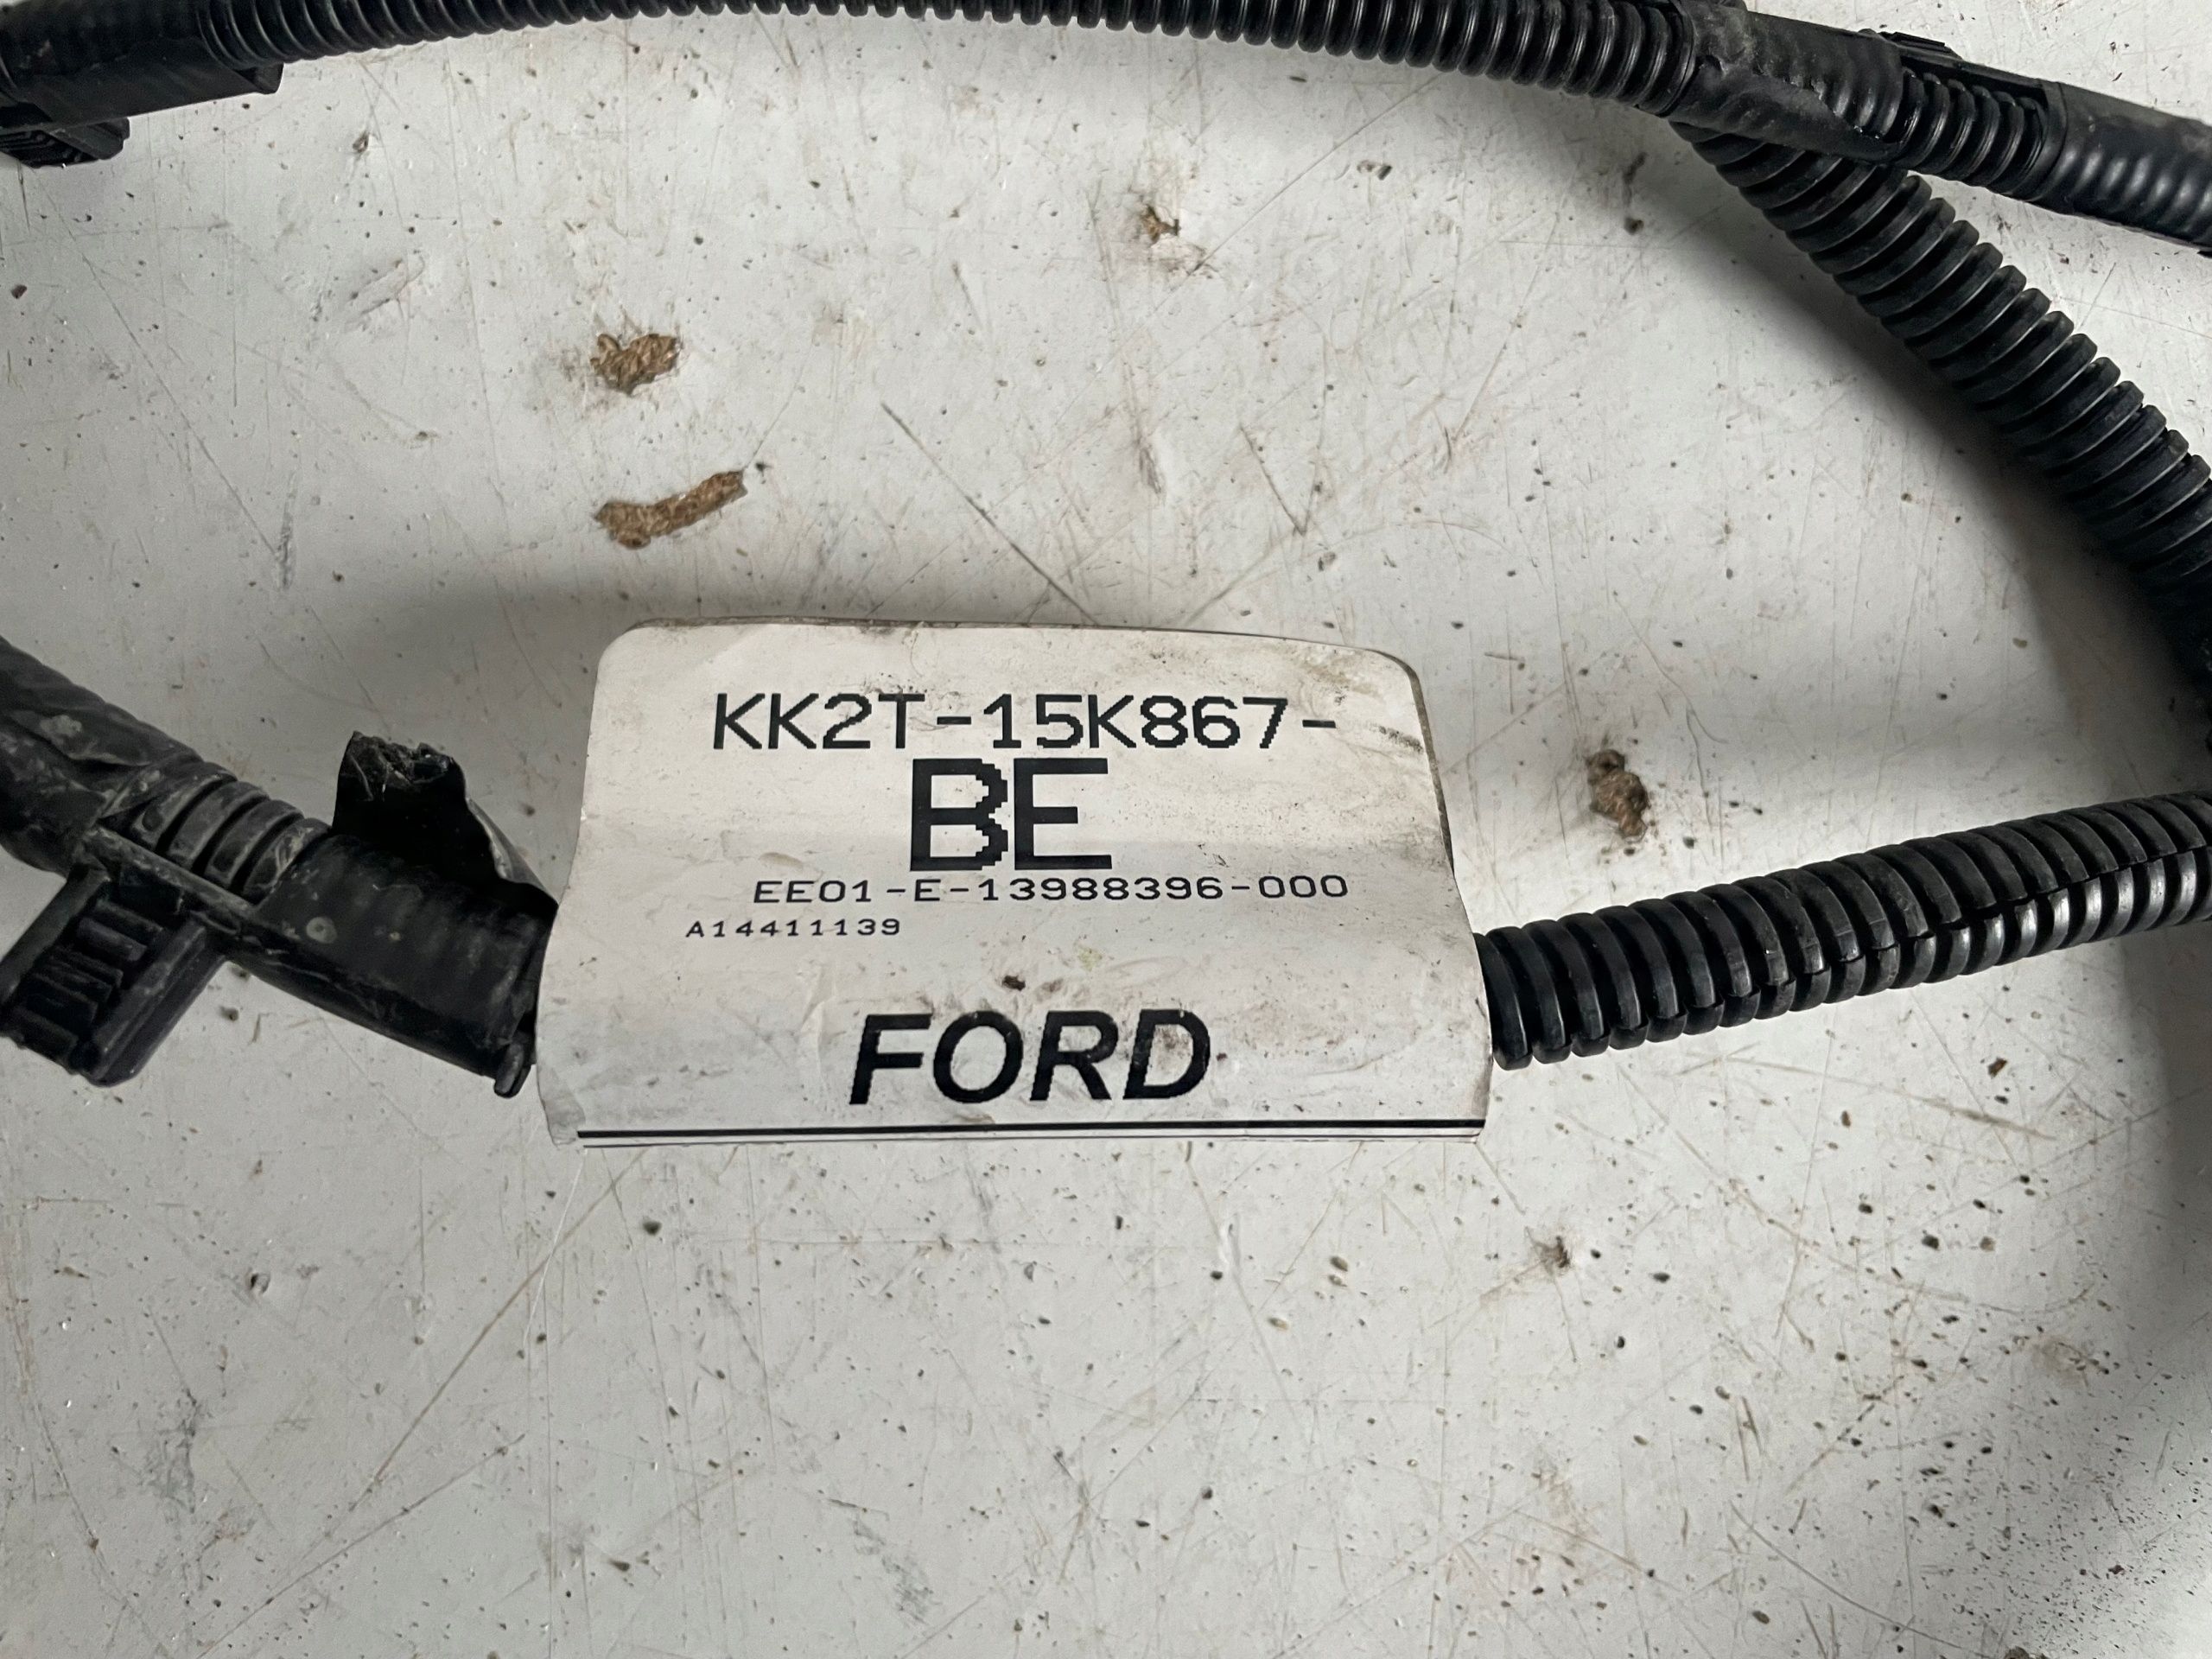 KK2T-15K867-
BE
EE01-E-13988396-000
A14411139
FORD